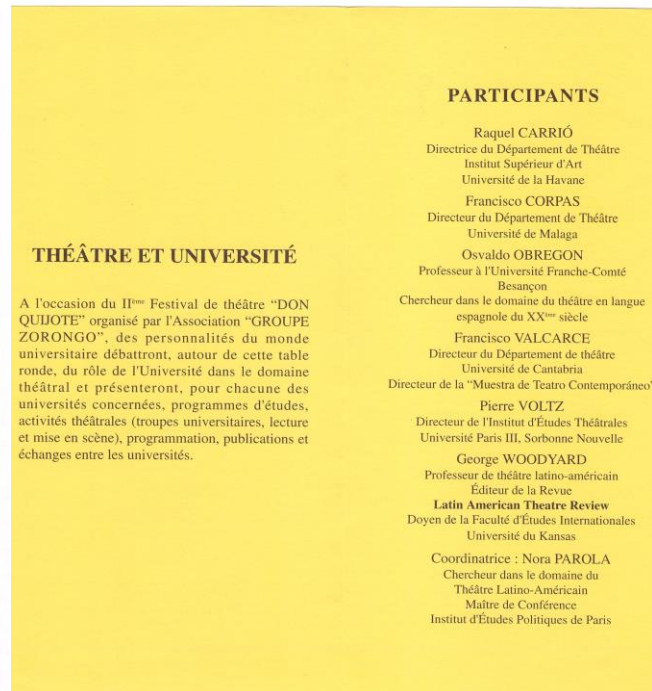 THÉÂTRE ET UNIVERSITÉ
A l'occasion du IIème Festival de théâtre “DON
QUIJOTE” organisé par l'Association “GROUPE
ZORONGO”, des personnalités du monde
universitaire débattront, autour de cette table
ronde, du rôle de l'Université dans le domaine
théâtral et présenteront, pour chacune des
universités concernées, programmes d'études,
activités théâtrales (troupes universitaires, lecture
et mise en scène), programmation, publications et
échanges entre les universités.
PARTICIPANTS
Raquel CARRIÓ
Directrice du Département de Théâtre
Institut Supérieur d'Art
Université de la Havane
Francisco CORPAS
Directeur du Département de Théâtre
Université de Malaga
Osvaldo OBREGON
Professeur à l'Université Franche-Comté
Besançon
Chercheur dans le domaine du théâtre en langue
espagnole du XXème siècle
Francisco VALCARCE
Directeur du Département de théâtre
Université de Cantabria
Directeur de la “Muestra de Teatro Contemporáneo”
Pierre VOLTZ
Directeur de l'Institut d'Études Théâtrales
Université Paris III, Sorbonne Nouvelle
George WOODYARD
Professeur de théâtre latino-américain
Éditeur de la Revue
Latin American Theatre Review
Doyen de la Faculté d'Études Internationales
Université du Kansas
Coordinatrice : Nora PAROLA
Chercheur dans le domaine du
Théâtre Latino-Américain
Maître de Conférence
Institut d'Études Politiques de Paris